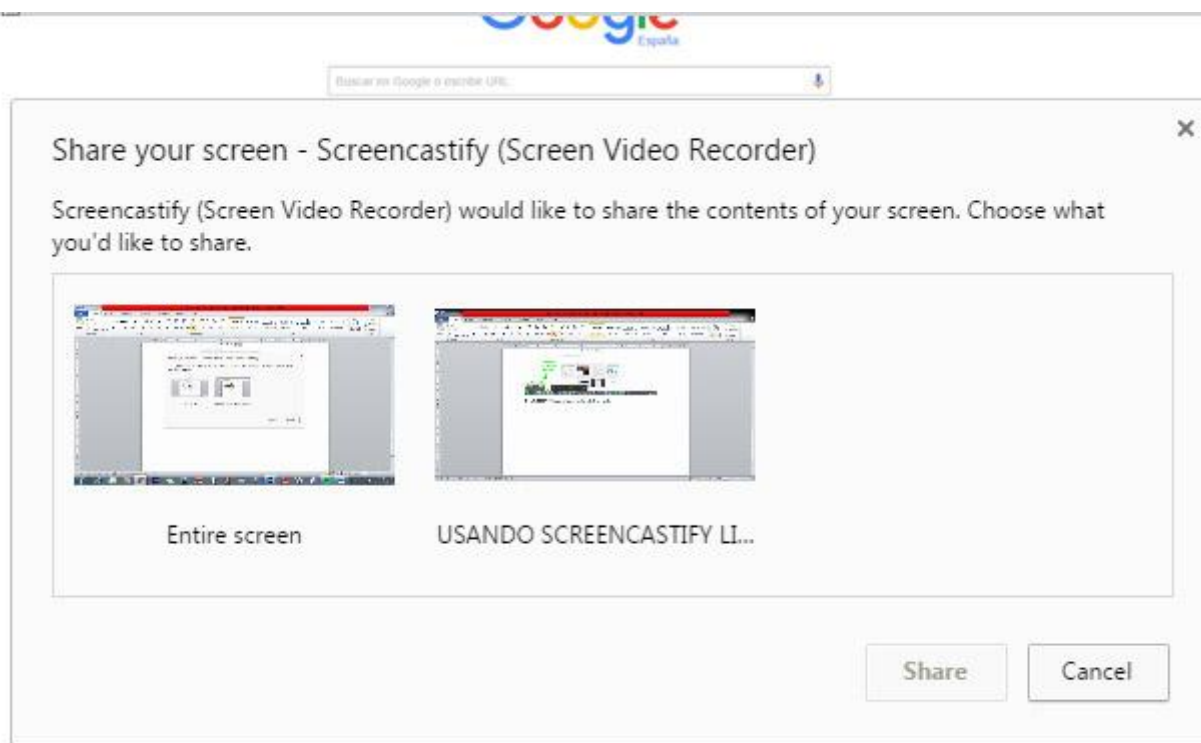 Google
España
Buscar en Google o escribir URL
Share your screen - Screencastify (Screen Video Recorder)
Screencastify (Screen Video Recorder) would like to share the contents of your screen. Choose what
you'd like to share.
Entire screen
USANDO SCREENCASTIFY LI...
Share
Cancel